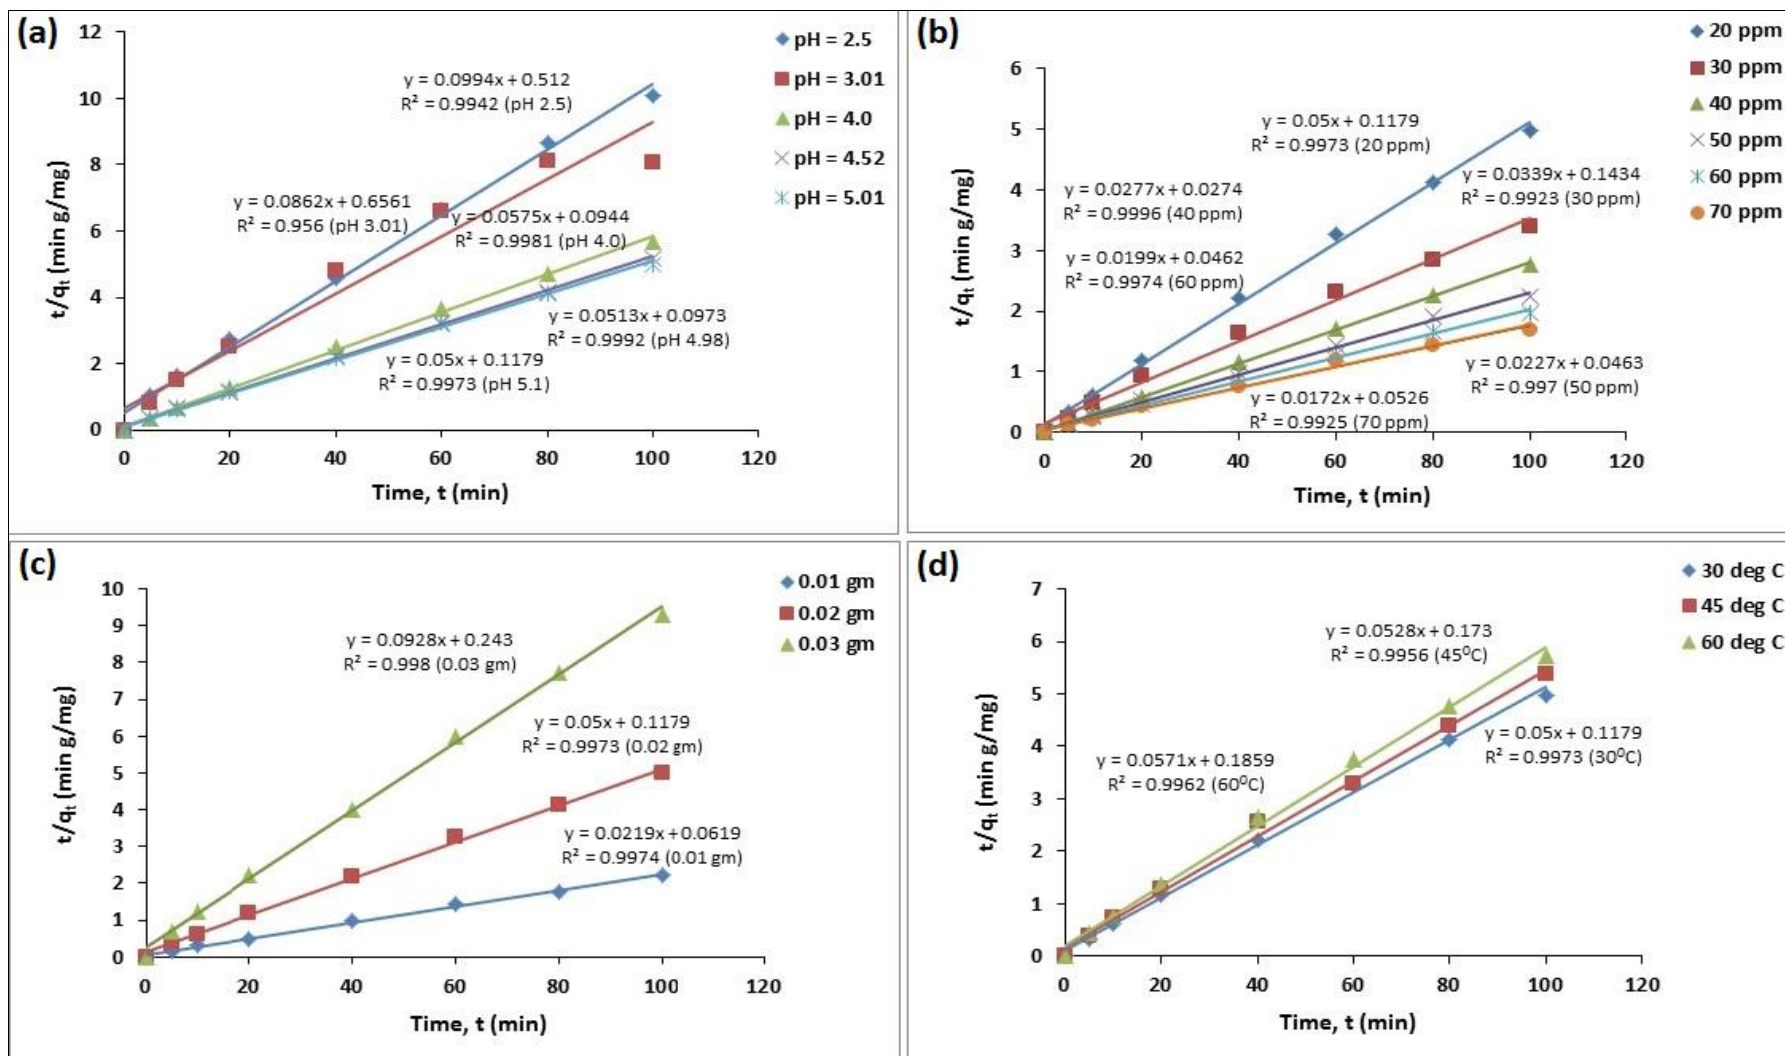 (a)
12
10
8
6
4
2
0
0 20 40 60 80 100 120
t/qₜ (min g/mg)
Time, t (min)
pH = 2.5
pH = 3.01
pH = 4.0
pH = 4.52
pH = 5.01
y = 0.0994x + 0.512
R² = 0.9942 (pH 2.5)
y = 0.0862x + 0.6561
R² = 0.956 (pH 3.01)
y = 0.0575x + 0.0944
R² = 0.9981 (pH 4.0)
y = 0.0513x + 0.0973
R² = 0.9992 (pH 4.98)
y = 0.05x + 0.1179
R² = 0.9973 (pH 5.1)
(b)
6
5
4
3
2
1
0
0 20 40 60 80 100 120
t/qₜ (min g/mg)
Time, t (min)
20 ppm
30 ppm
40 ppm
50 ppm
60 ppm
70 ppm
y = 0.05x + 0.1179
R² = 0.9973 (20 ppm)
y = 0.0339x + 0.1434
R² = 0.9923 (30 ppm)
y = 0.0277x + 0.0274
R² = 0.9996 (40 ppm)
y = 0.0199x + 0.0462
R² = 0.9974 (60 ppm)
y = 0.0227x + 0.0463
R² = 0.997 (50 ppm)
y = 0.0172x + 0.0526
R² = 0.9925 (70 ppm)
(c)
10
9
8
7
6
5
4
3
2
1
0
0 20 40 60 80 100 120
t/qₜ (min g/mg)
Time, t (min)
0.01 gm
0.02 gm
0.03 gm
y = 0.0928x + 0.243
R² = 0.998 (0.03 gm)
y = 0.05x + 0.1179
R² = 0.9973 (0.02 gm)
y = 0.0219x + 0.0619
R² = 0.9974 (0.01 gm)
(d)
7
6
5
4
3
2
1
0
0 20 40 60 80 100 120
t/qₜ (min g/mg)
Time, t (min)
30 deg C
45 deg C
60 deg C
y = 0.0528x + 0.173
R² = 0.9956 (45⁰C)
y = 0.0571x + 0.1859
R² = 0.9962 (60⁰C)
y = 0.05x + 0.1179
R² = 0.9973 (30⁰C)